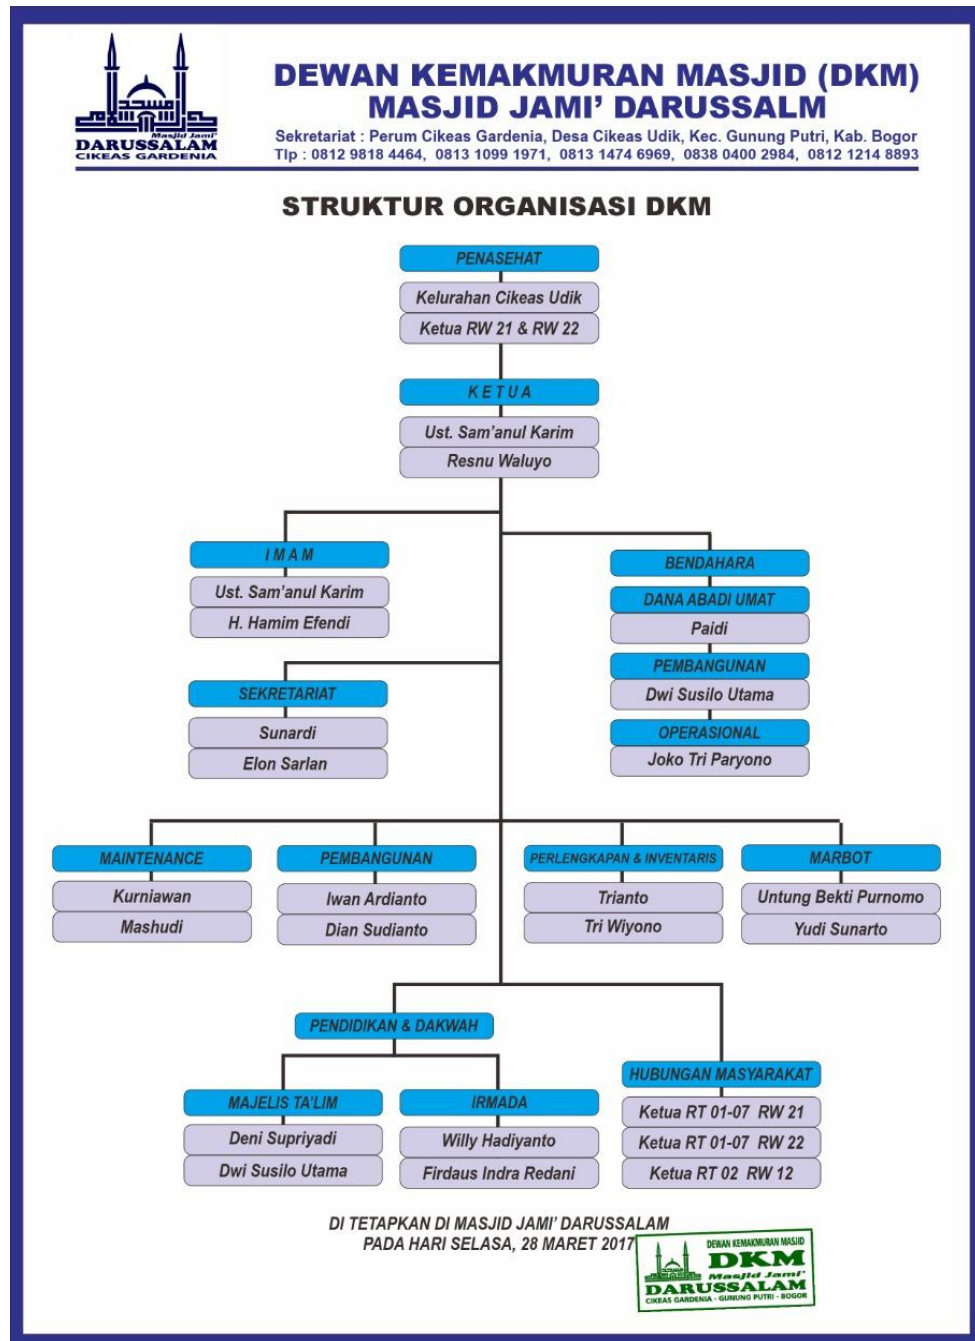 Masjid Jami'
DARUSSALAM
CIKEAS GARDENIA
DEWAN KEMAKMURAN MASJID (DKM)
MASJID JAMI' DARUSSALM
Sekretariat : Perum Cikeas Gardenia, Desa Cikeas Udik, Kec. Gunung Putri, Kab. Bogor
Tlp : 0812 9818 4464, 0813 1099 1971, 0813 1474 6969, 0838 0400 2984, 0812 1214 8893
STRUKTUR ORGANISASI DKM
PENASEHAT
Kelurahan Cikeas Udik
Ketua RW 21 & RW 22
K E T U A
Ust. Sam'anul Karim
Resnu Waluyo
I M A M
Ust. Sam'anul Karim
H. Hamim Efendi
BENDAHARA
DANA ABADI UMAT
Paidi
PEMBANGUNAN
Dwi Susilo Utama
OPERASIONAL
Joko Tri Paryono
SEKRETARIAT
Sunardi
Elon Sarlan
MAINTENANCE
Kurniawan
Mashudi
PEMBANGUNAN
Iwan Ardianto
Dian Sudianto
PERLENGKAPAN & INVENTARIS
Trianto
Tri Wiyono
MARBOT
Untung Bekti Purnomo
Yudi Sunarto
PENDIDIKAN & DAKWAH
MAJELIS TA'LIM
Deni Supriyadi
Dwi Susilo Utama
IRMADA
Willy Hadiyanto
Firdaus Indra Redani
HUBUNGAN MASYARAKAT
Ketua RT 01-07 RW 21
Ketua RT 01-07 RW 22
Ketua RT 02 RW 12
DI TETAPKAN DI MASJID JAMI' DARUSSALAM
PADA HARI SELASA, 28 MARET 2017
DEWAN KEMAKMURAN MASJID
DKM
Masjid Jami'
DARUSSALAM
CIKEAS GARDENIA - GUNUNG PUTRI - BOGOR